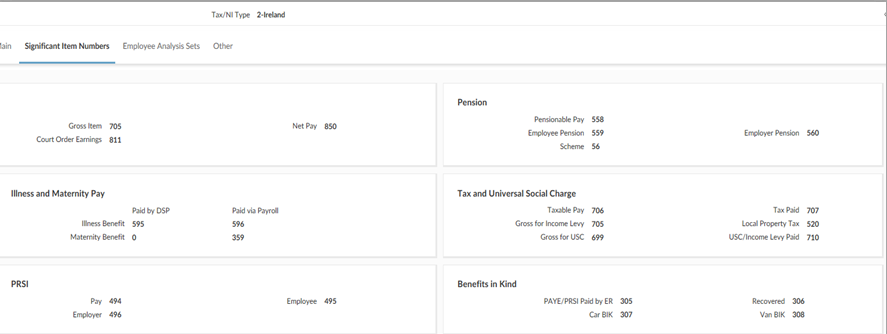 Tax/NI Type 2-Ireland
Significant Item Numbers Employee Analysis Sets Other
Gross Item 705 Net Pay 850
Court Order Earnings 811
Pension
Pensionable Pay 558
Employee Pension 559 Employer Pension 560
Scheme 56
Illness and Maternity Pay
Paid by DSP Paid via Payroll
Illness Benefit 595 596
Maternity Benefit 0 359
Tax and Universal Social Charge
Taxable Pay 706 Tax Paid 707
Gross for Income Levy 705 Local Property Tax 520
Gross for USC 699 USC/Income Levy Paid 710
PRSI
Pay 494 Employee 495
Employer 496
Benefits in Kind
PAYE/PRSI Paid by ER 305 Recovered 306
Car BIK 307 Van BIK 308